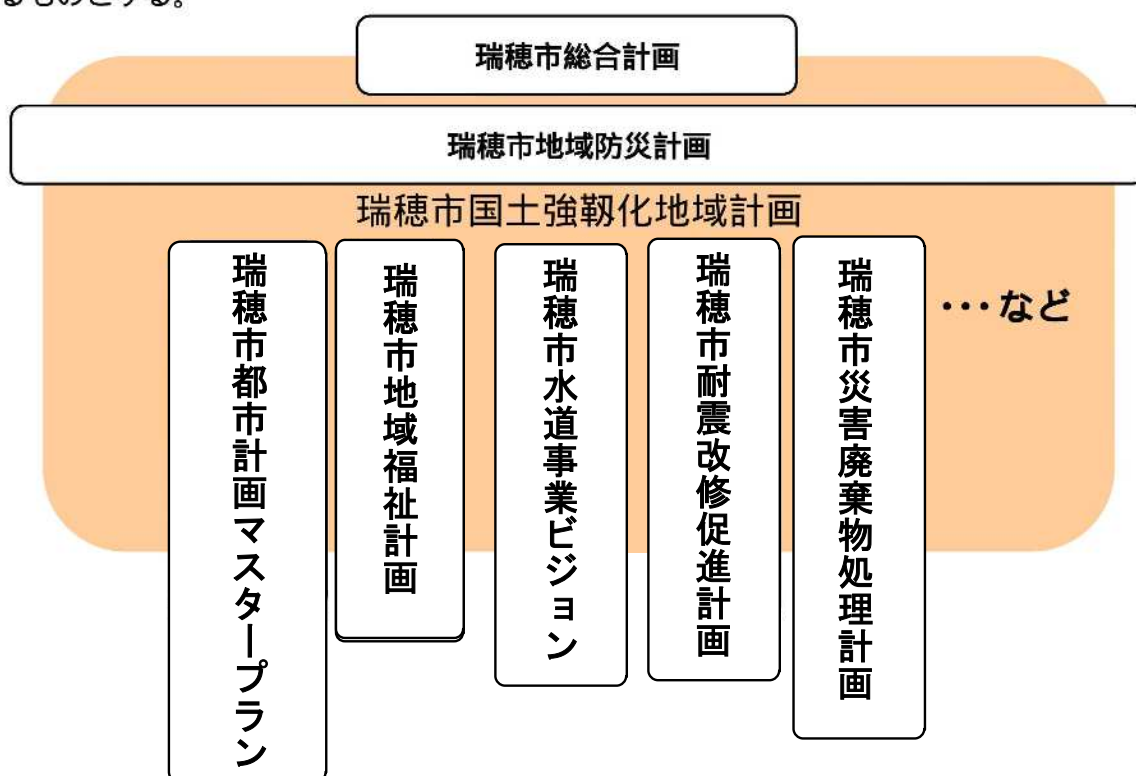 るものとする。
瑞穂市総合計画
瑞穂市地域防災計画
瑞穂市国土強靱化地域計画
瑞穂市都市計画マスタープラン
瑞穂市地域福祉計画
瑞穂市水道事業ビジョン
瑞穂市耐震改修促進計画
瑞穂市災害廃棄物処理計画
･･･など